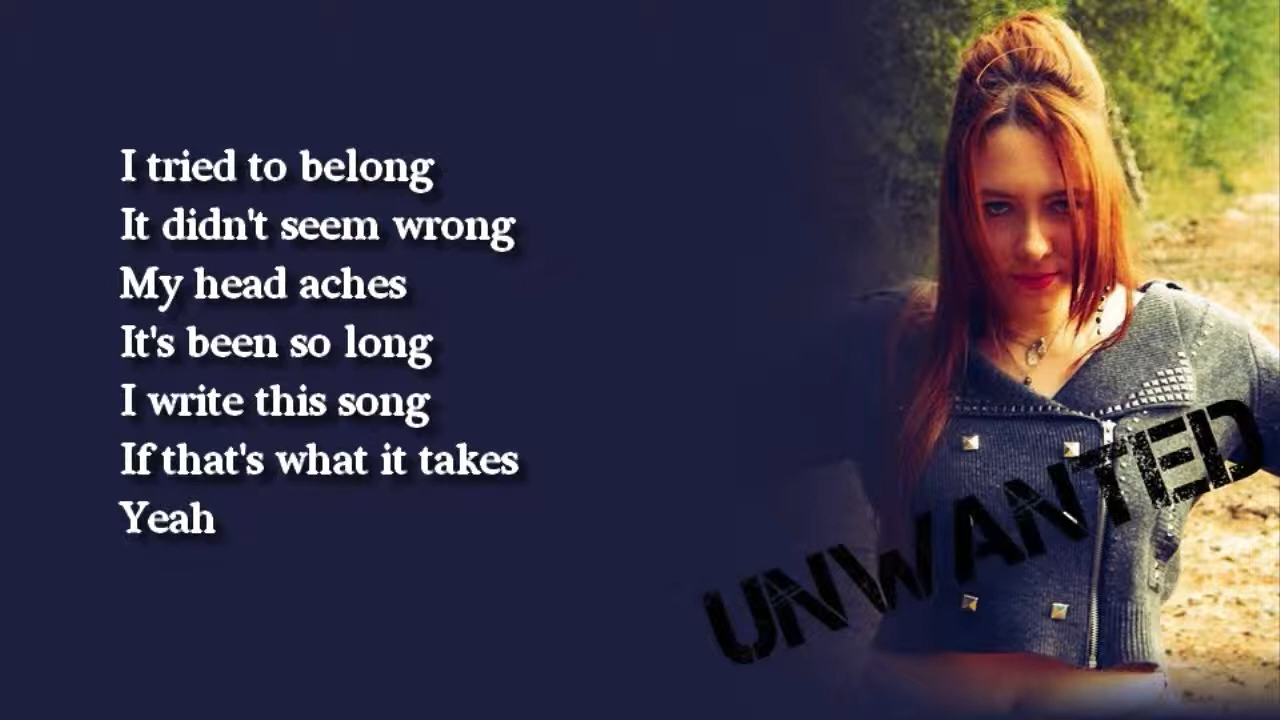 I tried to belong
It didn't seem wrong
My head aches
It's been so long
I write this song
If that's what it takes
Yeah
UNWANTED